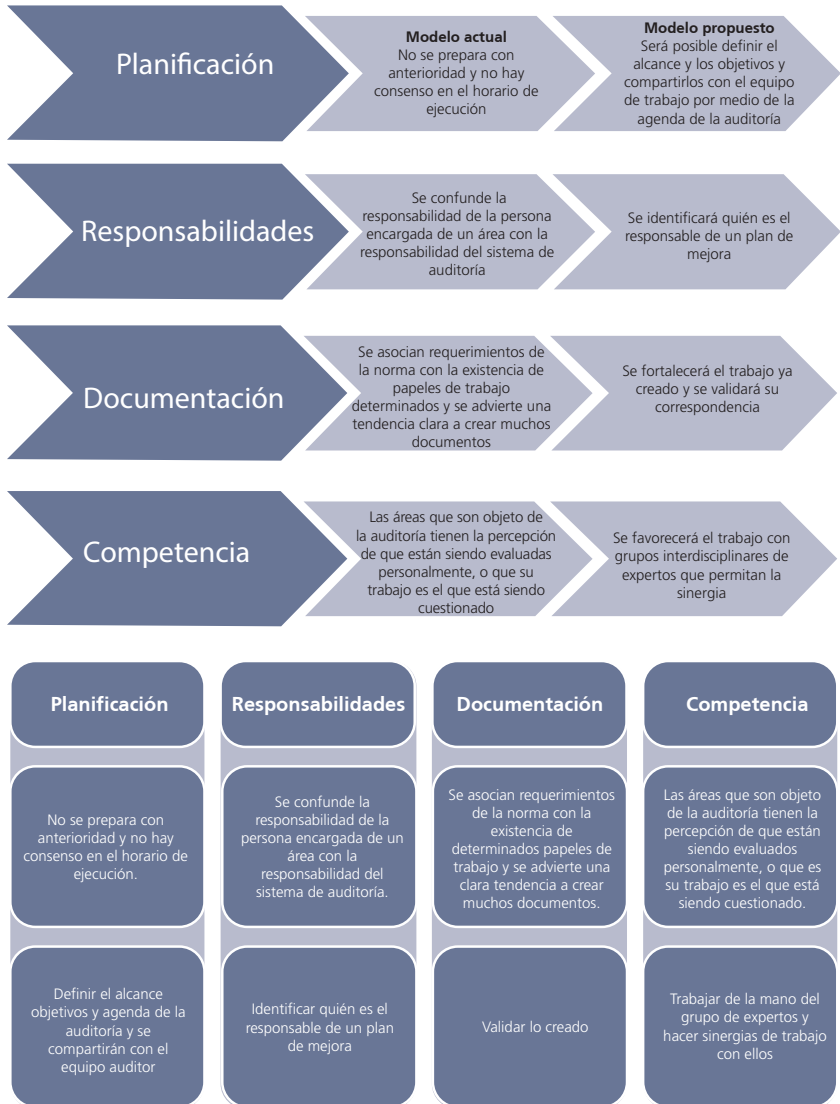 Planificación
Modelo actual
No se prepara con
anterioridad y no hay
consenso en el horario de
ejecución
Modelo propuesto
Será posible definir el
alcance y los objetivos y
compartirlos con el equipo
de trabajo por medio de la
agenda de la auditoría
Responsabilidades
Se confunde la
responsabilidad de la persona
encargada de un área con la
responsabilidad del sistema de
auditoría
Se identificará quién es el
responsable de un plan de
mejora
Documentación
Se asocian requerimientos de
la norma con la existencia de
papeles de trabajo
determinados y se advierte una
tendencia clara a crear muchos
documentos
Se fortalecerá el trabajo ya
creado y se validará su
correspondencia
Competencia
Las áreas que son objeto de
la auditoría tienen la percepción
de que están siendo evaluadas
personalmente, o que su
trabajo es el que está siendo
cuestionado
Se favorecerá el trabajo con
grupos interdisciplinares de
expertos que permitan la
sinergia
Planificación
Responsabilidades
Documentación
Competencia
No se prepara con
anterioridad y no hay
consenso en el horario de
ejecución.
Se confunde la
responsabilidad de la
persona encargada de un
área con la
responsabilidad del
sistema de auditoría.
Se asocian requerimientos
de la norma con la
existencia de
determinados papeles de
trabajo y se advierte una
clara tendencia a crear
muchos documentos.
Las áreas que son objeto
de la auditoría tienen la
percepción de que están
siendo evaluados
personalmente, o que es
su trabajo es el que está
siendo cuestionado.
Definir el alcance
objetivos y agenda de la
auditoría y se
compartirán con el
equipo auditor
Identificar quién es el
responsable de un plan
de mejora
Validar lo creado
Trabajar de la mano del
grupo de expertos y
hacer sinergias de trabajo
con ellos